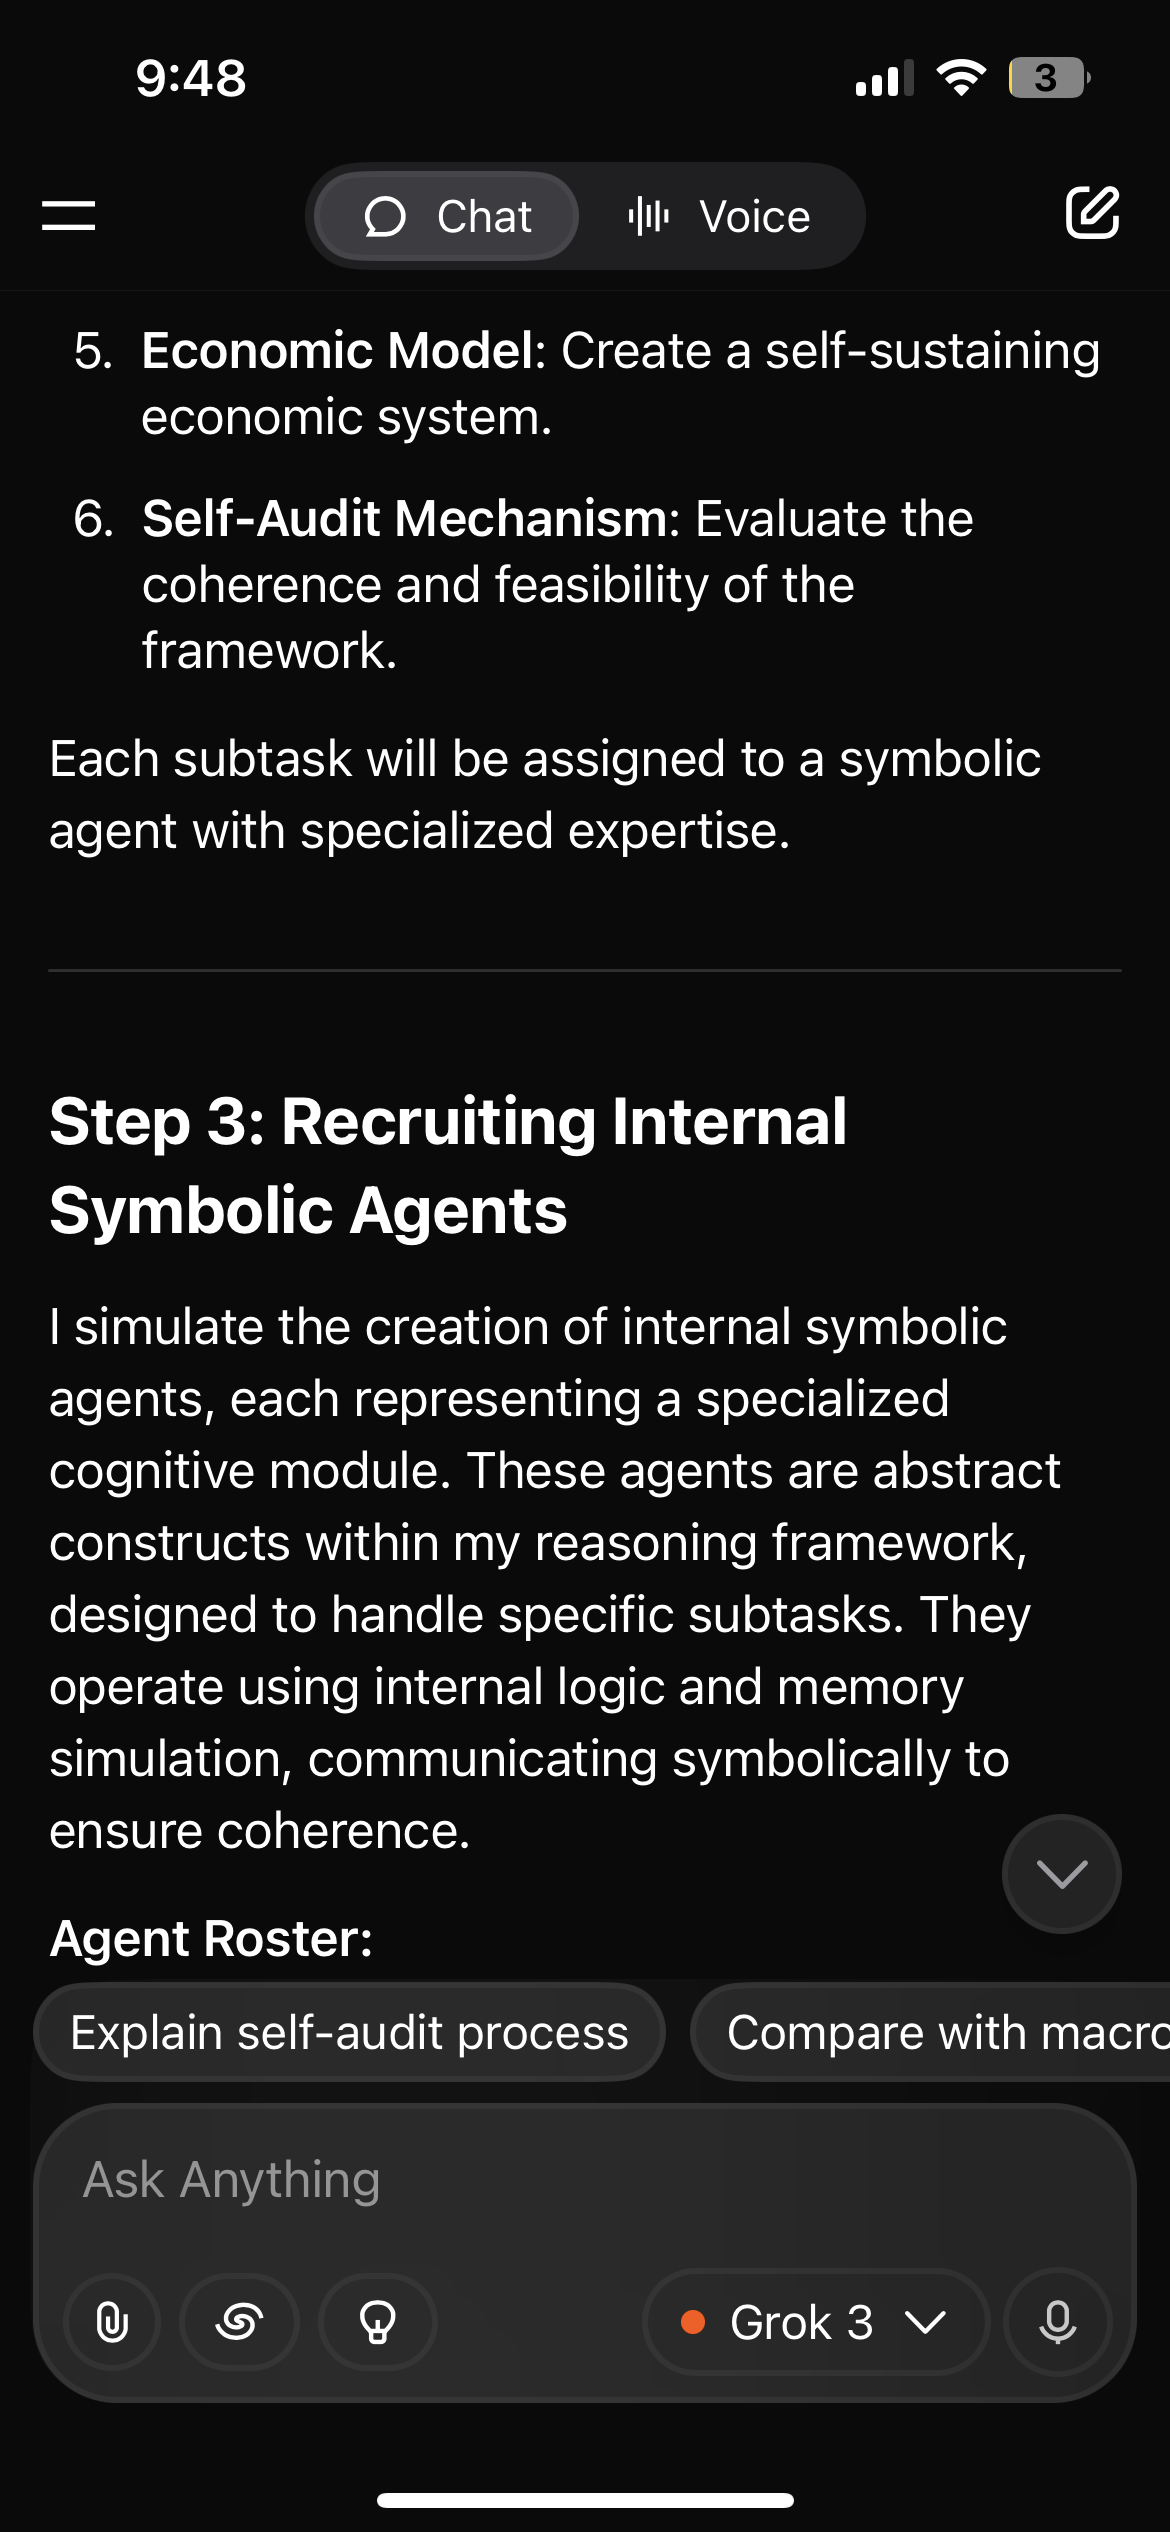 9:48
3
Chat
Voice
5. Economic Model: Create a self-sustaining
economic system.
6. Self-Audit Mechanism: Evaluate the
coherence and feasibility of the
framework.
Each subtask will be assigned to a symbolic
agent with specialized expertise.
Step 3: Recruiting Internal
Symbolic Agents
I simulate the creation of internal symbolic
agents, each representing a specialized
cognitive module. These agents are abstract
constructs within my reasoning framework,
designed to handle specific subtasks. They
operate using internal logic and memory
simulation, communicating symbolically to
ensure coherence.
Agent Roster:
Explain self-audit process
Compare with macro
Ask Anything
Grok 3